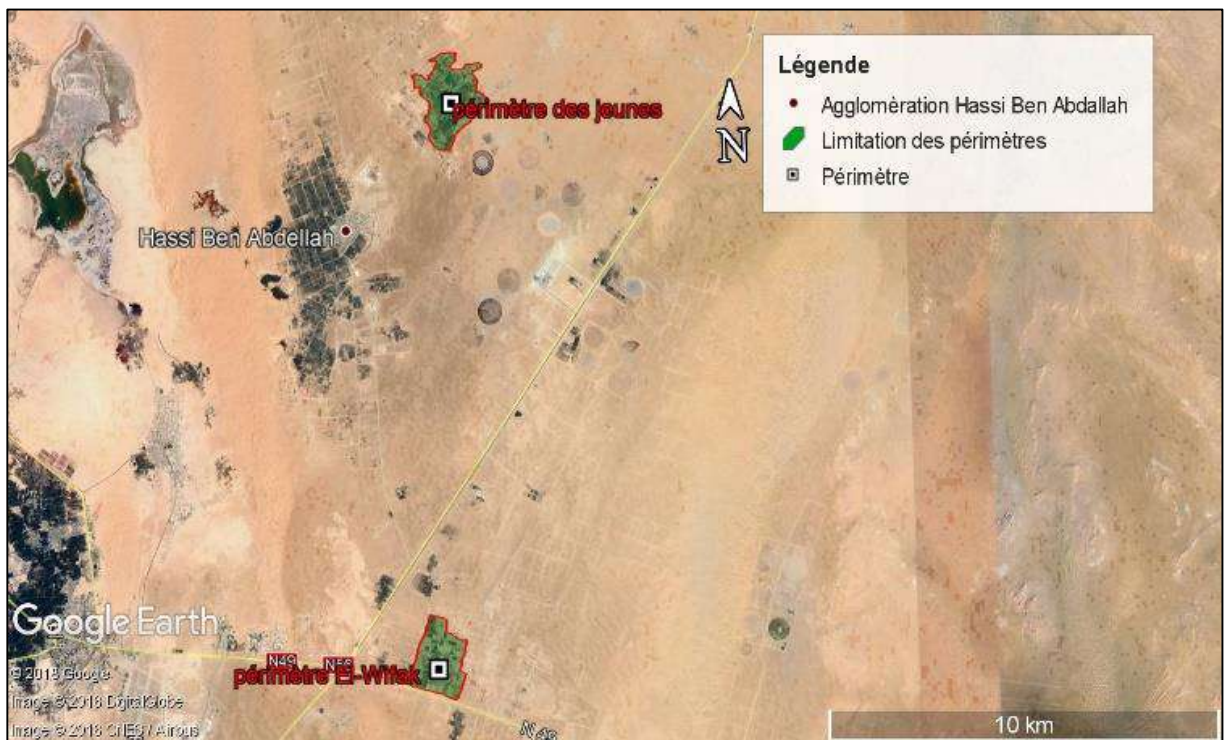 Légende
Agglomèration Hassi Ben Abdallah
Limitation des périmètres
Périmètre
N
périmètre des jeunes
Hassi Ben Abdellah
périmètre El-Wifak
N49
N56
N 49
Google Earth
© 2018 Google
Image © 2018 DigitalGlobe
Image © 2018 CNES / Airbus
10 km